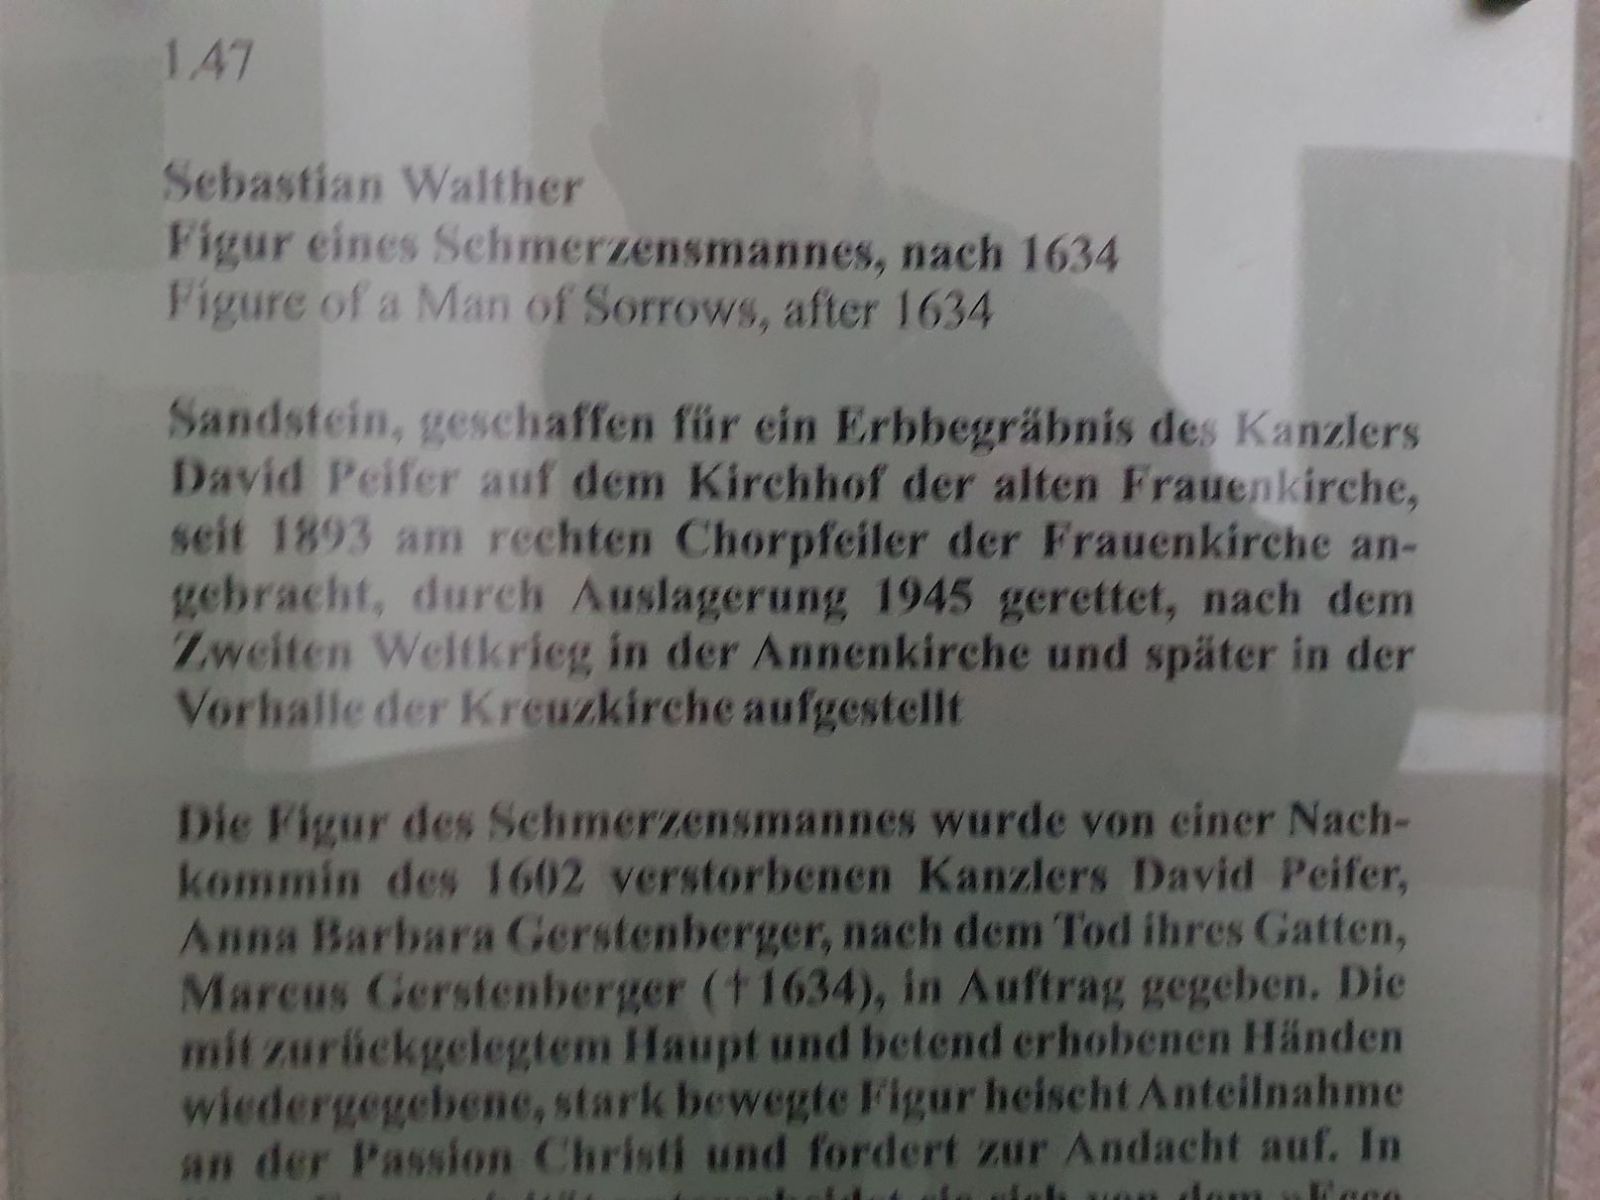 1.47
Sebastian Walther
Figur eines Schmerzensmannes, nach 1634
Figure of a Man of Sorrows, after 1634
Sandstein, geschaffen für ein Erbbegräbnis des Kanzlers
David Peifer auf dem Kirchhof der alten Frauenkirche,
seit 1893 am rechten Chorpfeiler der Frauenkirche an-
gebracht, durch Auslagerung 1945 gerettet, nach dem
Zweiten Weltkrieg in der Annenkirche und später in der
Vorhalle der Kreuzkirche aufgestellt
Die Figur des Schmerzensmannes wurde von einer Nach-
kommin des 1602 verstorbenen Kanzlers David Peifer,
Anna Barbara Gerstenberger, nach dem Tod ihres Gatten,
Marcus Gerstenberger († 1634), in Auftrag gegeben. Die
mit zurückgelegtem Haupt und betend erhobenen Händen
wiedergegebene, stark bewegte Figur heischt Anteilnahme
an der Passion Christi und fordert zur Andacht auf. In
sie sich von dem »Ecce